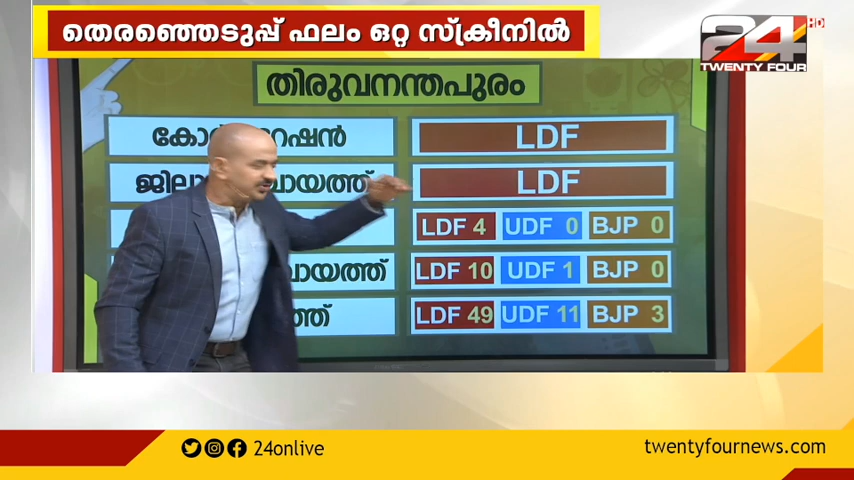 തെരഞ്ഞെടുപ്പ് ഫലം ഒറ്റ സ്ക്രീനിൽ
24 HD
TWENTY FOUR
തിരുവനന്തപുരം
LDF
LDF
LDF 4 UDF 0 BJP 0
LDF 10 UDF 1 BJP 0
LDF 49 UDF 11 BJP 3
24onlive
twentyfournews.com